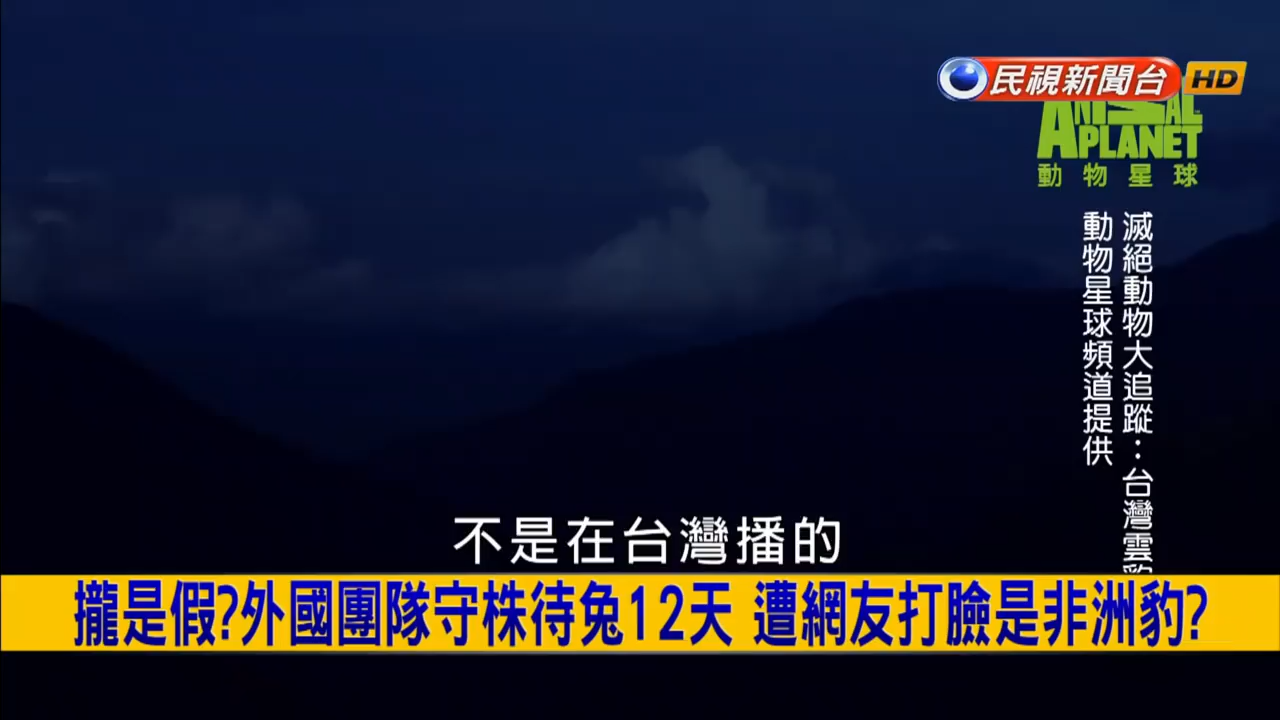 民視新聞台 HD
ANIMAL
PLANET
動物星球
滅絕動物大追蹤：台灣雲豹
動物星球頻道提供
不是在台灣播的
攏是假?外國團隊守株待兔12天 遭網友打臉是非洲豹?